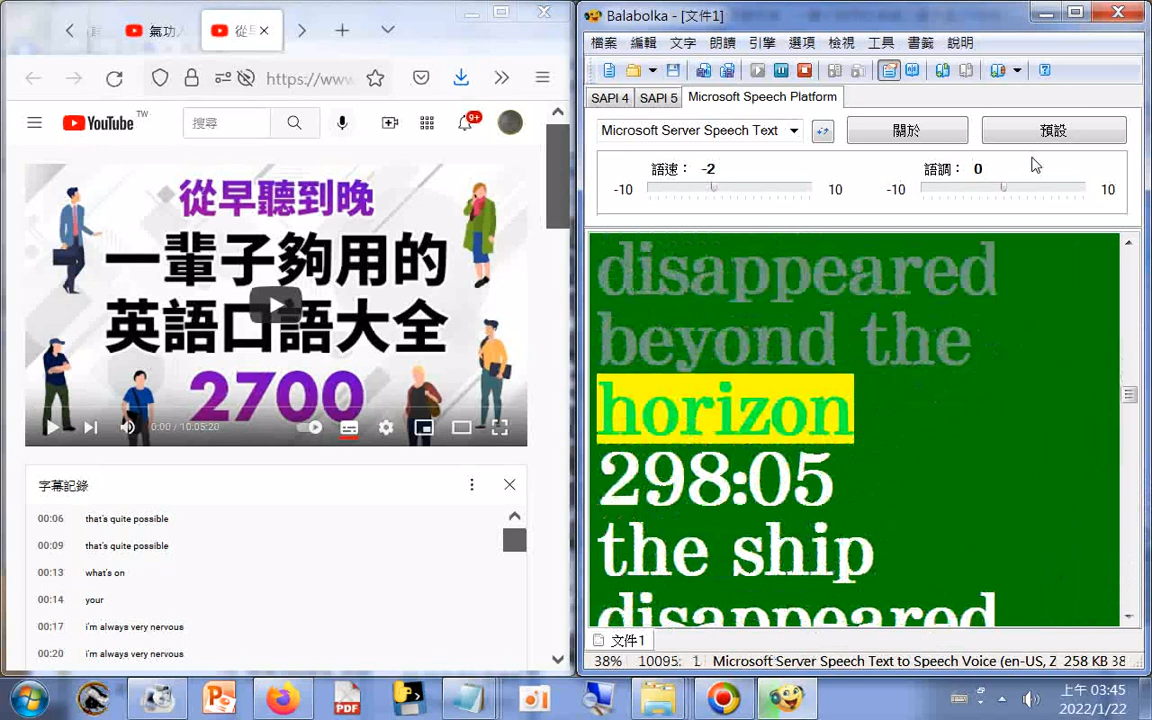 氣功
從
https://www
YouTube TW
搜尋
9+
從早聽到晚
一輩子夠用的
英語口語大全
2700
0:00 / 10:05:20
字幕記錄
00:06 that's quite possible
00:09 that's quite possible
00:13 what's on
00:14 your
00:17 i'm always very nervous
00:20 i'm always very nervous
Balabolka - [文件1]
檔案 編輯 文字 朗讀 引擎 選項 檢視 工具 書籤 說明
SAPI 4 SAPI 5 Microsoft Speech Platform
Microsoft Server Speech Text 關於 預設
語速: -2 語調: 0
-10 10 -10 10
disappeared
beyond the
horizon
298:05
the ship
disappeared
文件1
38% 10095: 1 Microsoft Server Speech Text to Speech Voice (en-US, Z 258 KB 38
PDF
上午 03:45
2022/1/22